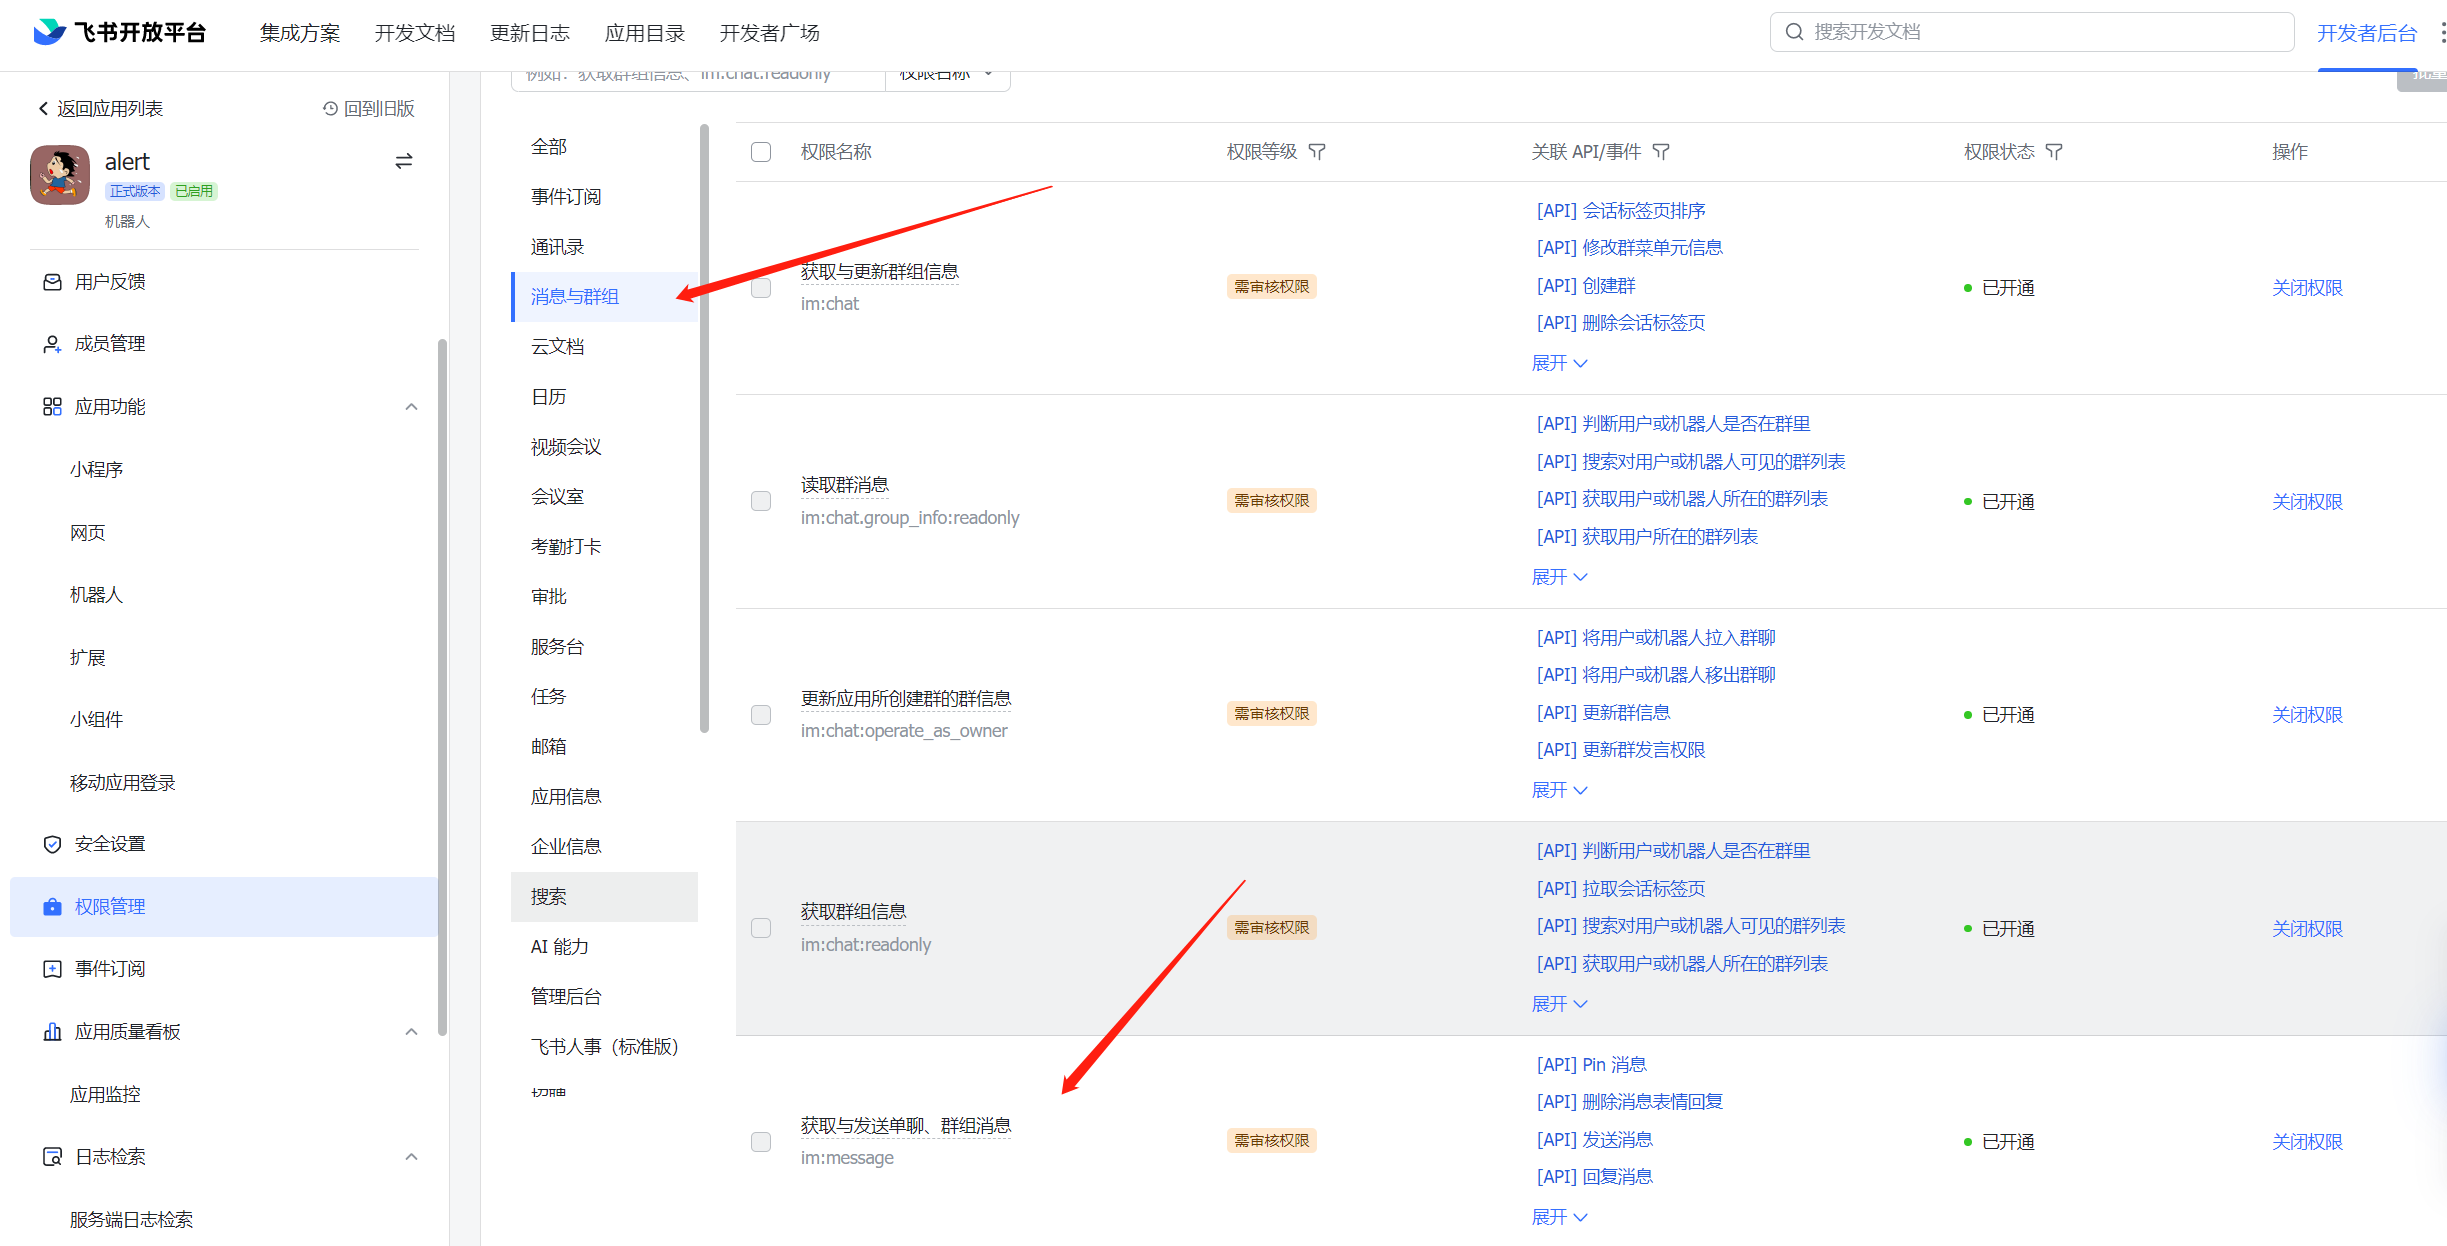 飞书开放平台
集成方案
开发文档
更新日志
应用目录
开发者广场
搜索开发文档
开发者后台
返回应用列表
回到旧版
alert
正式版本
已启用
机器人
用户反馈
成员管理
应用功能
小程序
网页
机器人
扩展
小组件
移动应用登录
安全设置
权限管理
事件订阅
应用质量看板
应用监控
日志检索
服务端日志检索
例如：获取群组信息、im:chat:readonly
权限名称
批量
全部
事件订阅
通讯录
消息与群组
云文档
日历
视频会议
会议室
考勤打卡
审批
服务台
任务
邮箱
应用信息
企业信息
搜索
AI 能力
管理后台
飞书人事（标准版）
招聘
权限名称
权限等级
关联 API/事件
权限状态
操作
获取与更新群组信息
im:chat
需审核权限
[API] 会话标签页排序
[API] 修改群菜单元信息
[API] 创建群
[API] 删除会话标签页
展开
已开通
关闭权限
读取群消息
im:chat.group_info:readonly
需审核权限
[API] 判断用户或机器人是否在群里
[API] 搜索对用户或机器人可见的群列表
[API] 获取用户或机器人所在的群列表
[API] 获取用户所在的群列表
展开
已开通
关闭权限
更新应用所创建群的群信息
im:chat:operate_as_owner
需审核权限
[API] 将用户或机器人拉入群聊
[API] 将用户或机器人移出群聊
[API] 更新群信息
[API] 更新群发言权限
展开
已开通
关闭权限
获取群组信息
im:chat:readonly
需审核权限
[API] 判断用户或机器人是否在群里
[API] 拉取会话标签页
[API] 搜索对用户或机器人可见的群列表
[API] 获取用户或机器人所在的群列表
展开
已开通
关闭权限
获取与发送单聊、群组消息
im:message
需审核权限
[API] Pin 消息
[API] 删除消息表情回复
[API] 发送消息
[API] 回复消息
展开
已开通
关闭权限